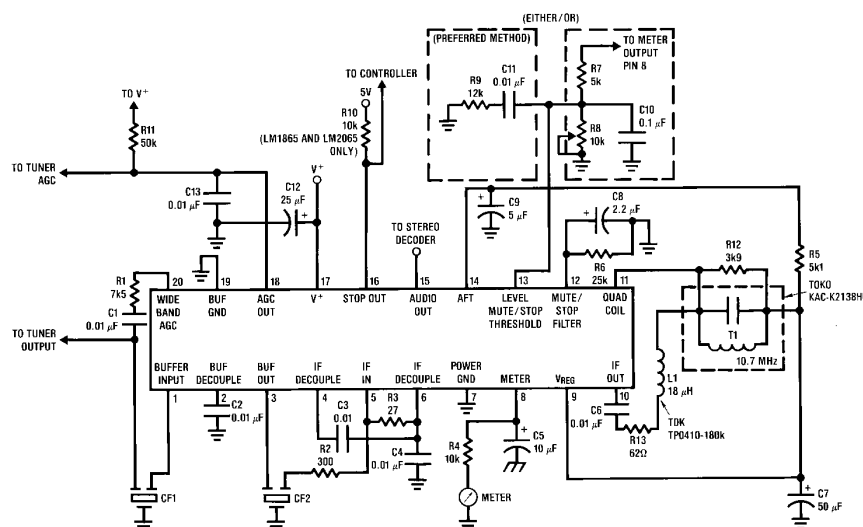 (EITHER/OR)
(PREFERRED METHOD)
TO METER
OUTPUT
PIN 8
C11
0.01 µF
R9
12k
R7
5k
C10
0.1 µF
R8
10k
TO CONTROLLER
5V
R10
10k
(LM1865 AND LM2065
ONLY)
TO V+
R11
50k
TO TUNER
AGC
C13
0.01 µF
C12
25 µF
+
V+
TO STEREO
DECODER
+
C9
5 µF
C8
+
2.2 µF
R6
25k
R12
3k9
R5
5k1
TOKO
KAC-K2138H
T1
10.7 MHz
R1
7k5
C1
0.01 µF
TO TUNER
OUTPUT
20
19
18
17
16
15
14
13
12
11
WIDE
BAND
AGC
BUF
GND
AGC
OUT
V+
STOP OUT
AUDIO
OUT
AFT
LEVEL
MUTE/STOP
THRESHOLD
MUTE/
STOP
FILTER
QUAD
COIL
BUFFER
INPUT
BUF
DECOUPLE
BUF
OUT
IF
DECOUPLE
IF
IN
IF
DECOUPLE
POWER
GND
METER
VREG
IF
OUT
1
2
3
4
5
6
7
8
9
10
C2
0.01 µF
C3
0.01
R3
27
R2
300
C4
0.01 µF
R4
10k
+
C5
10 µF
METER
C6
0.01 µF
R13
62Ω
L1
18 µH
TDK
TP0410-180k
CF1
CF2
+
C7
50 µF